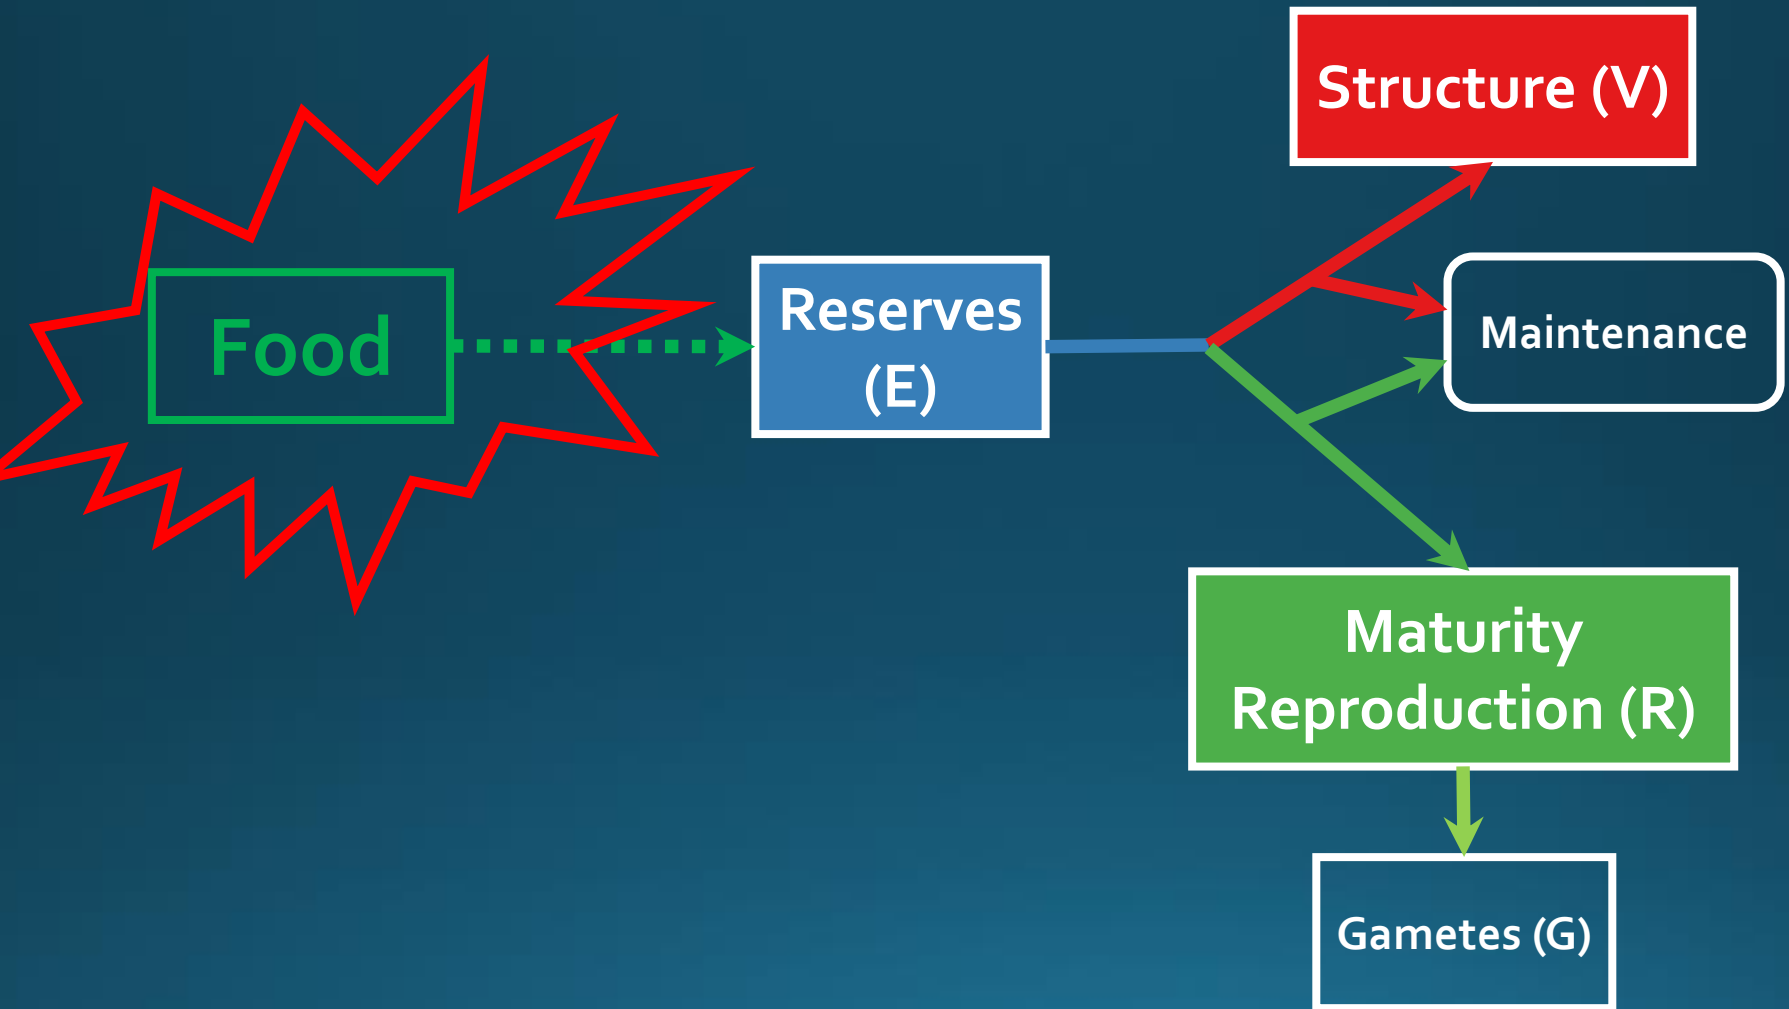 Structure (V)
Food
Reserves
(E)
Maintenance
Maturity
Reproduction (R)
Gametes (G)